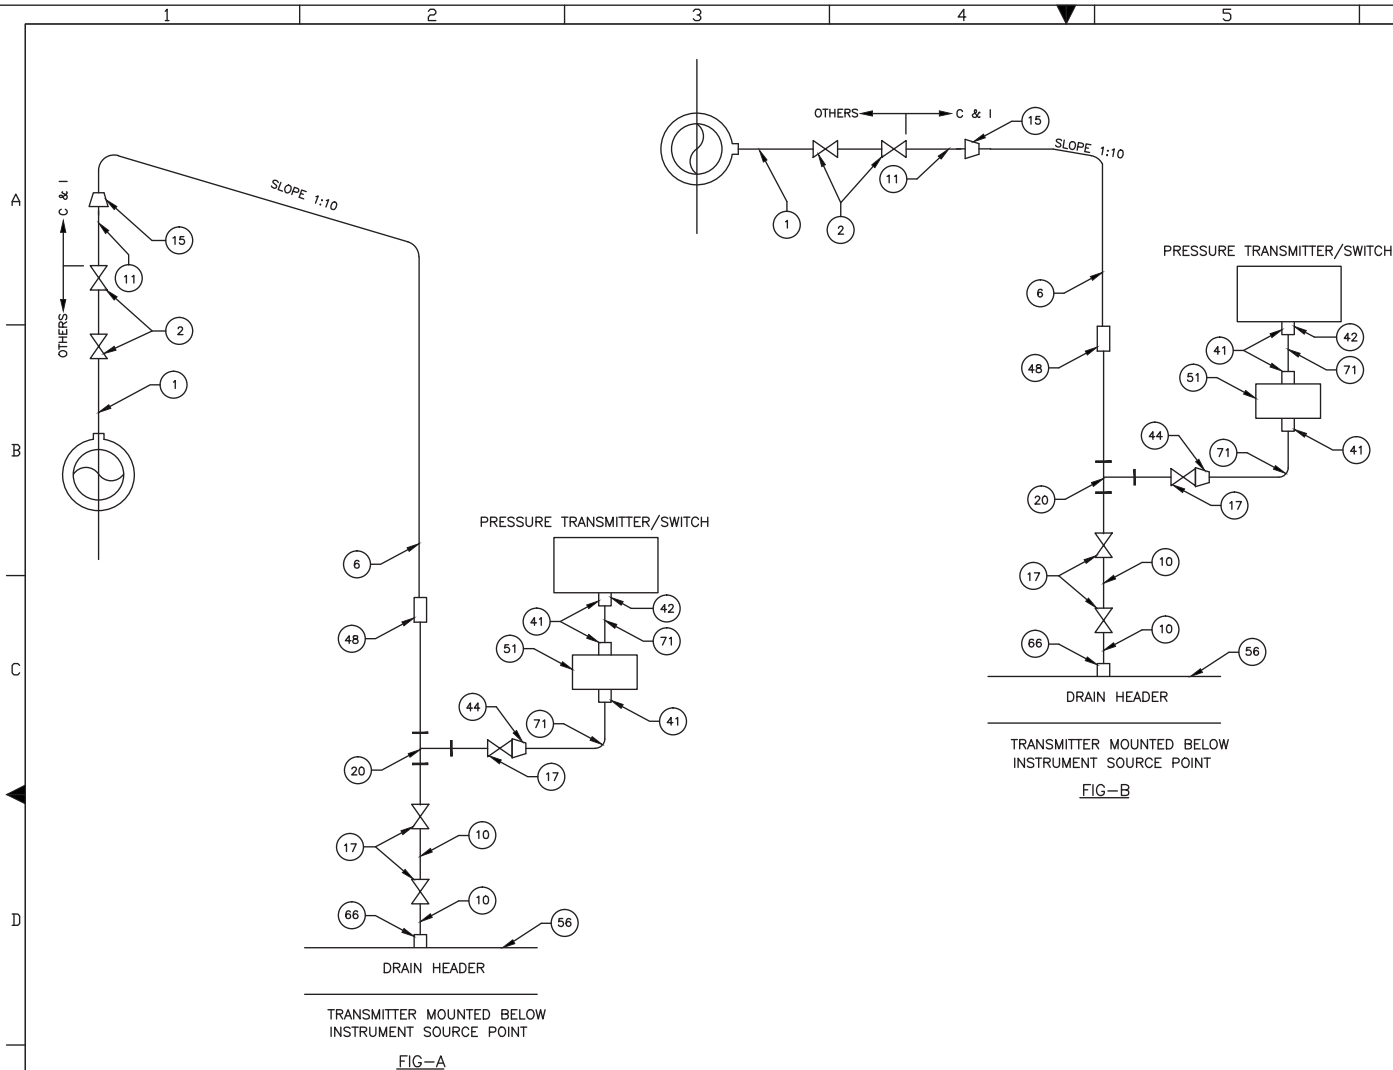 1 2 3 4 5
A
B
C
D
C & I
OTHERS
SLOPE 1:10
15
11
2
1
6
48
PRESSURE TRANSMITTER/SWITCH
41
42
71
51
41
44
71
20
17
17
10
10
66
56
DRAIN HEADER
TRANSMITTER MOUNTED BELOW
INSTRUMENT SOURCE POINT
FIG-A
OTHERS
C & I
15
SLOPE 1:10
11
1
2
6
PRESSURE TRANSMITTER/SWITCH
42
41
71
48
51
44
41
71
20
17
17
10
10
66
56
DRAIN HEADER
TRANSMITTER MOUNTED BELOW
INSTRUMENT SOURCE POINT
FIG-B